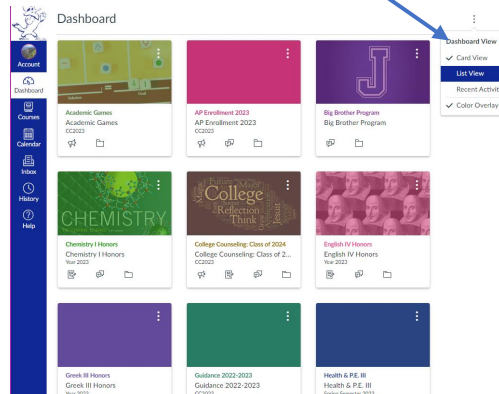 Dashboard
Account
Dashboard
Courses
Calendar
Inbox
History
Help
Dashboard View
Card View
List View
Recent Activit
Color Overlay
Academic Games
Academic Games
CC2023
AP Enrollment 2023
AP Enrollment 2023
CC2023
J
Big Brother Program
Big Brother Program
CHEMISTRY
Chemistry I Honors
Chemistry I Honors
Year 2023
College
Reflection
Think
Jesuit
College Counseling: Class of 2024
College Counseling: Class of 2...
CC2023
English IV Honors
English IV Honors
Year 2023
Greek III Honors
Greek III Honors
Year 2023
Guidance 2022-2023
Guidance 2022-2023
CC2023
Health & P.E. III
Health & P.E. III
Spring Semester 2023